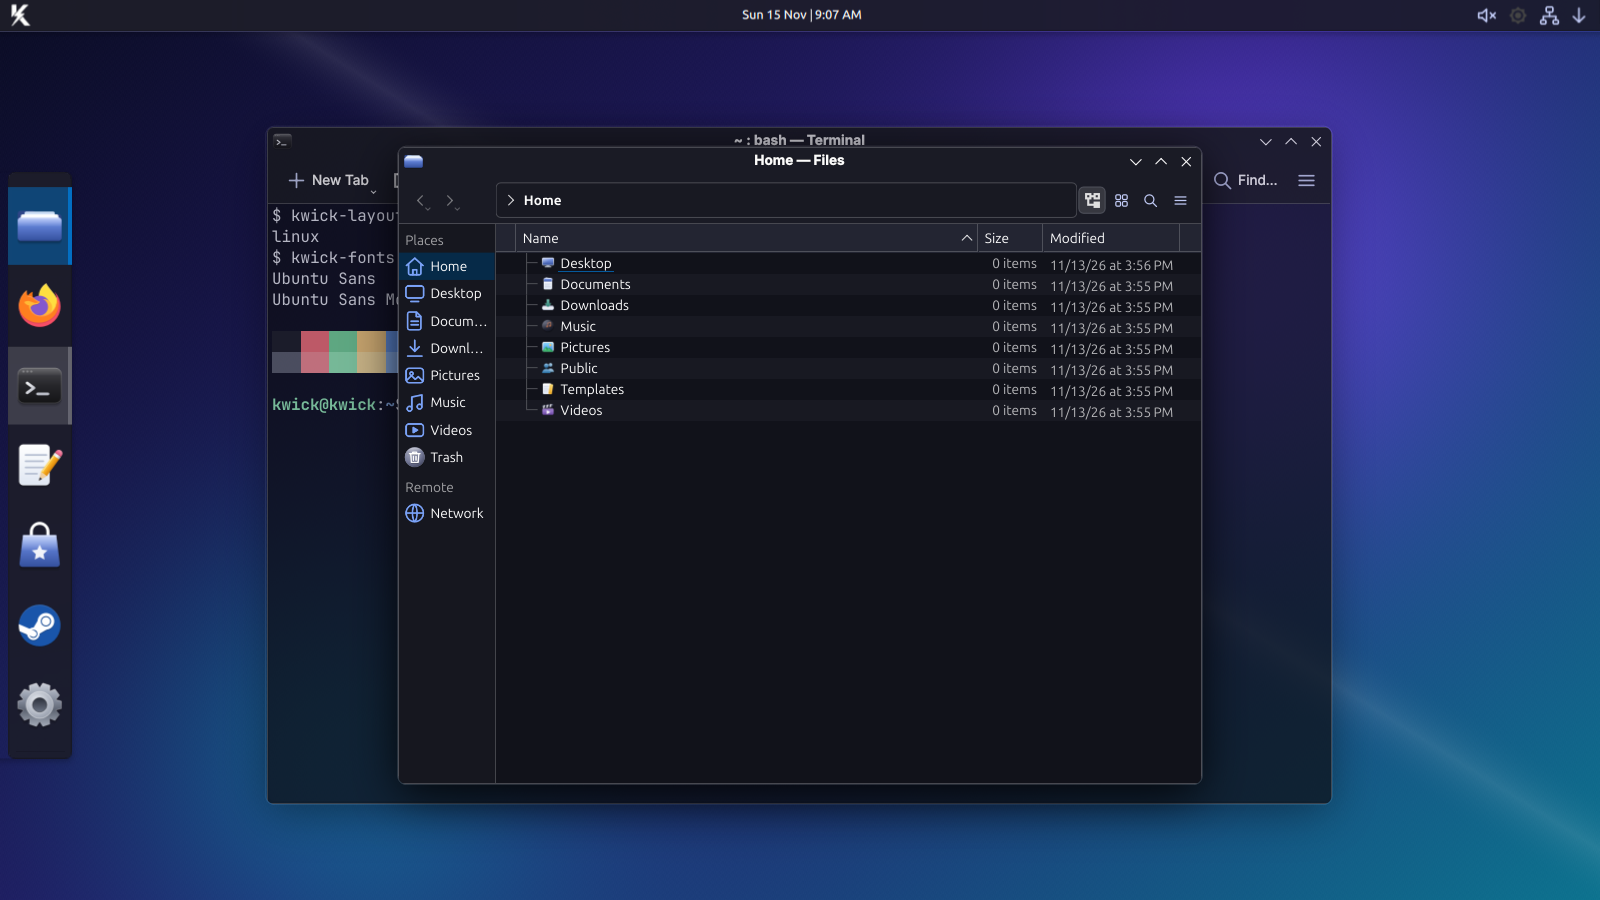 Sun 15 Nov | 9:07 AM
~ : bash — Terminal
New Tab
Find...
$ kwick-layout
linux
$ kwick-fonts
Ubuntu Sans
Ubuntu Sans Mo
kwick@kwick:~$
Home — Files
Home
Places
Home
Desktop
Docum...
Downl...
Pictures
Music
Videos
Trash
Remote
Network
Name Size Modified
Desktop 0 items 11/13/26 at 3:56 PM
Documents 0 items 11/13/26 at 3:55 PM
Downloads 0 items 11/13/26 at 3:55 PM
Music 0 items 11/13/26 at 3:55 PM
Pictures 0 items 11/13/26 at 3:55 PM
Public 0 items 11/13/26 at 3:55 PM
Templates 0 items 11/13/26 at 3:55 PM
Videos 0 items 11/13/26 at 3:55 PM